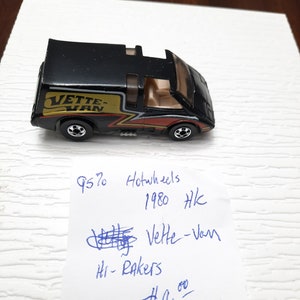 VETTE-
VAN
95% Hotwheels
1980 HK
Vette-Van
Hi-RAKERS